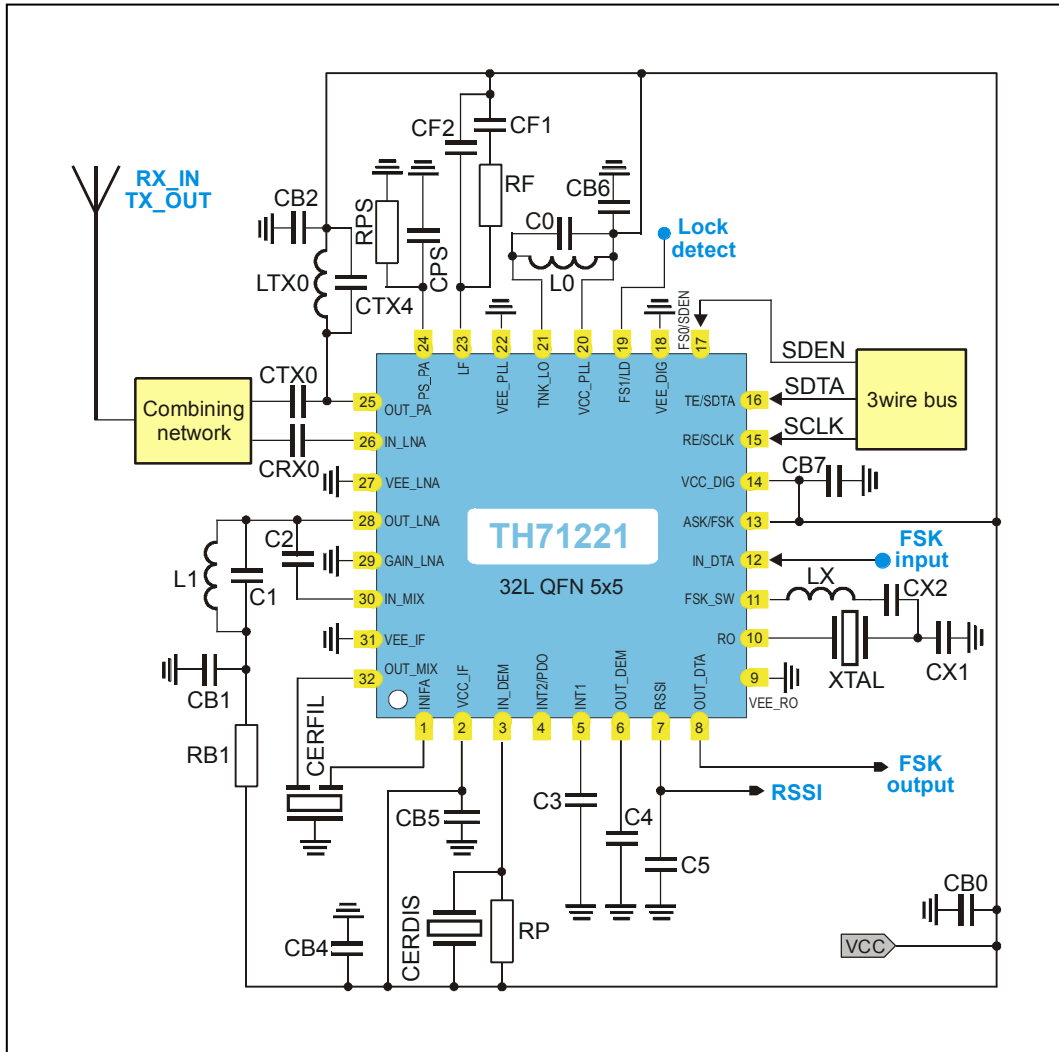 CF2
CF1
RX_IN
TX_OUT
CB2
RPS
RF
CB6
C0
Lock
detect
LTX0
CTX4
CPS
L0
FS0/SDEN
24
23
22
21
20
19
18
17
PS_PA
LF
VEE_PLL
TNK_LO
VCC_PLL
FS1/LD
VEE_DIG
SDEN
SDTA
SCLK
3wire bus
CTX0
Combining
network
CRX0
25
OUT_PA
26
IN_LNA
27
VEE_LNA
28
OUT_LNA
29
GAIN_LNA
30
IN_MIX
31
VEE_IF
32
OUT_MIX
TE/SDTA
16
RE/SCLK
15
VCC_DIG
14
CB7
ASK/FSK
13
IN_DTA
12
FSK
input
FSK_SW
11
LX
CX2
RO
10
XTAL
CX1
9
VEE_RO
TH71221
32L QFN 5x5
C2
L1
C1
CB1
RB1
CERFIL
INIFA
VCC_IF
IN_DEM
INT2/PDO
INT1
OUT_DEM
RSSI
OUT_DTA
1
2
3
4
5
6
7
8
FSK
output
RSSI
C3
C4
C5
CB5
CB4
CERDIS
RP
CB0
VCC